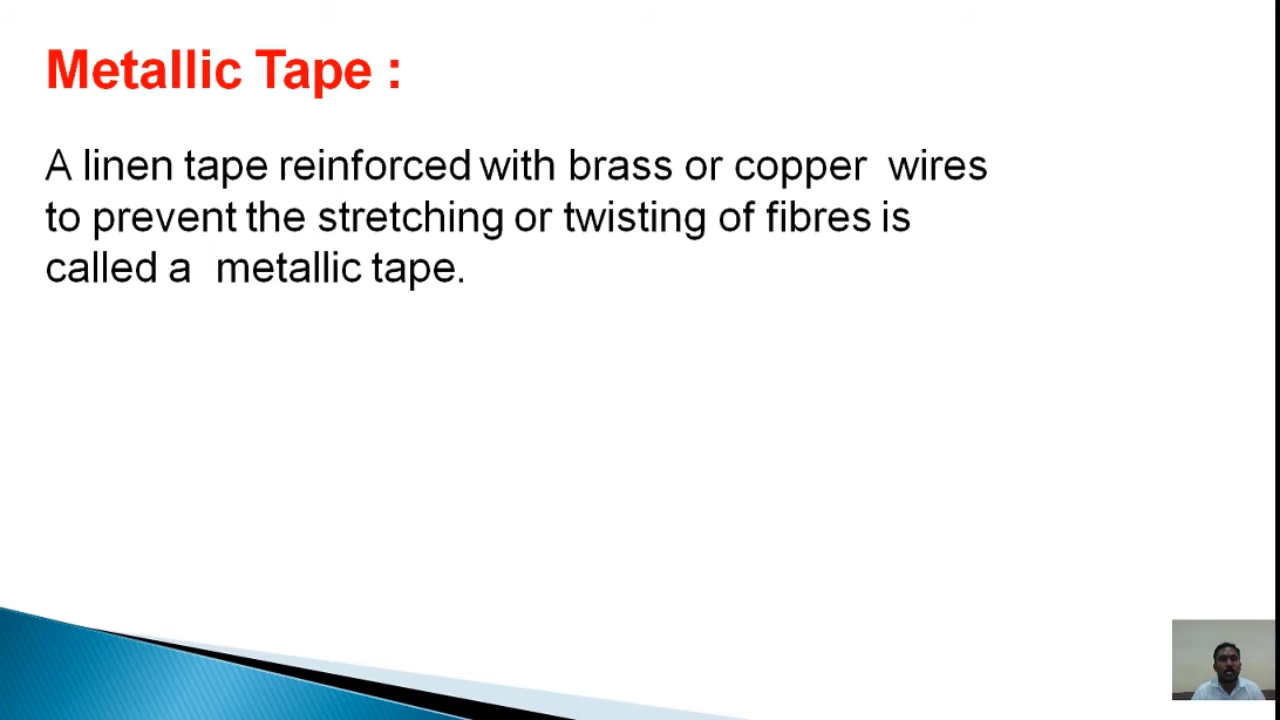 Metallic Tape :
A linen tape reinforced with brass or copper  wires
to prevent the stretching or twisting of fibres is
called a  metallic tape.